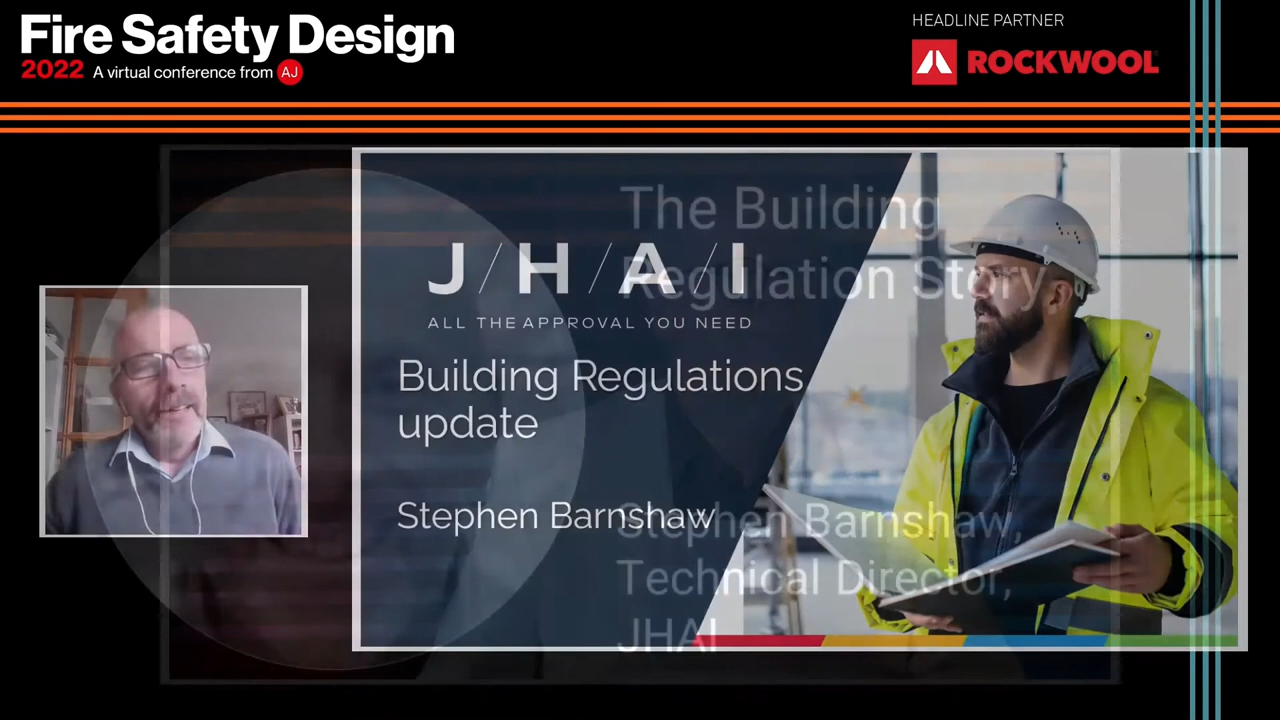 Fire Safety Design
2022 A virtual conference from AJ
HEADLINE PARTNER
ROCKWOOL
J/H/A/I
ALL THE APPROVAL YOU NEED
Building Regulations
update
Stephen Barnshaw
The Building
Regulation Story'
Stephen Barnshaw,
Technical Director,
JHAI